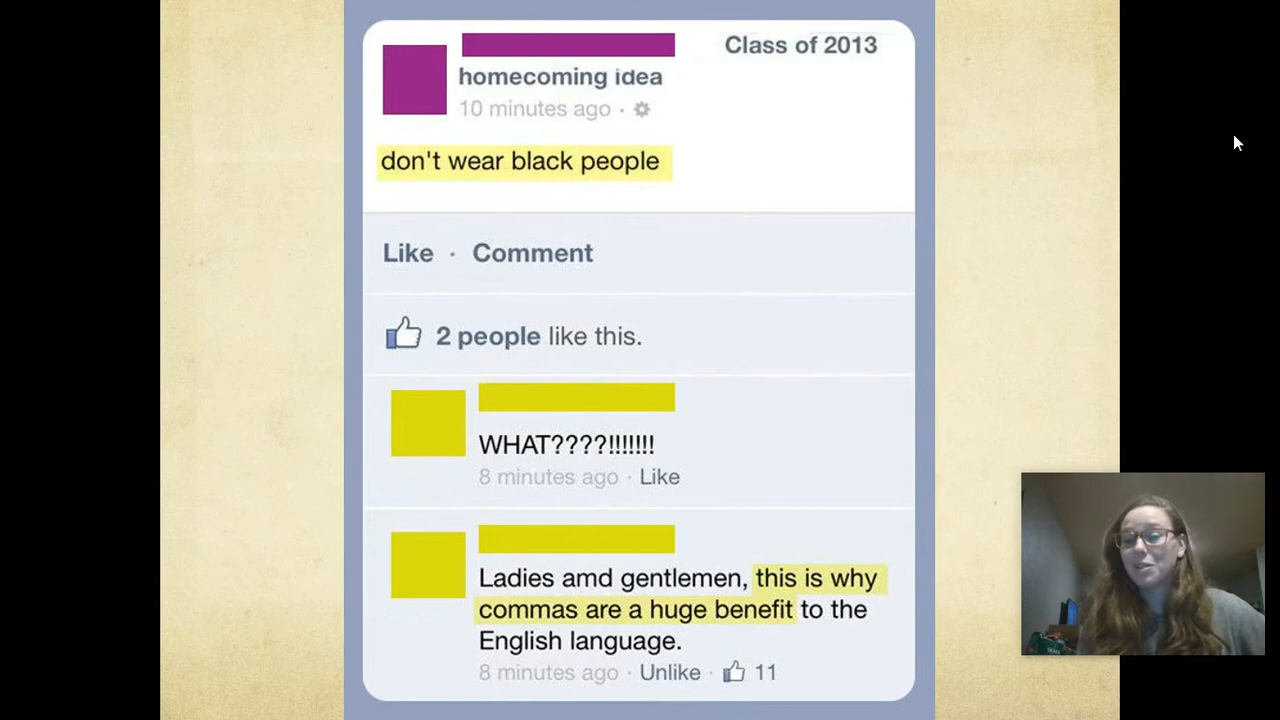 Class of 2013
homecoming idea
10 minutes ago ·
don't wear black people
Like · Comment
2 people like this.
WHAT????!!!!!!!
8 minutes ago · Like
Ladies amd gentlemen, this is why
commas are a huge benefit to the
English language.
8 minutes ago · Unlike · 11